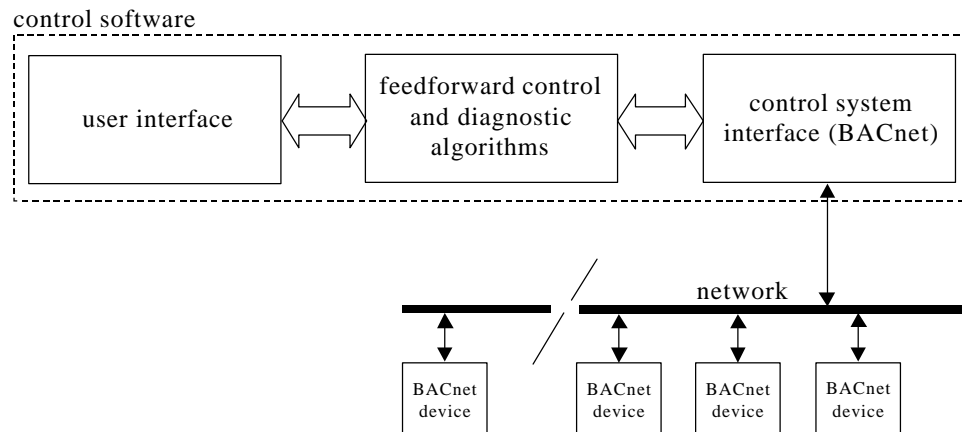 control software
user interface
feedforward control
and diagnostic
algorithms
control system
interface (BACnet)
network
BACnet
device
BACnet
device
BACnet
device
BACnet
device